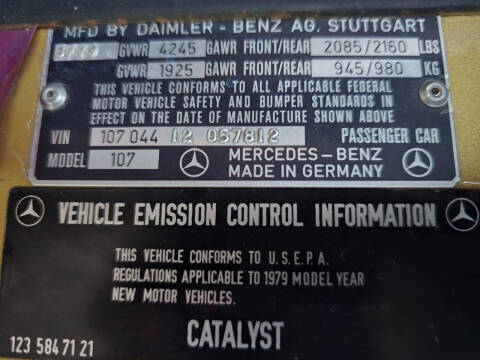 MFD BY DAIMLER - BENZ AG. STUTTGART
GVWR 4245 GAWR FRONT/REAR 2085/2160 LBS
GVWR 1925 GAWR FRONT/REAR 945/980 KG
THIS VEHICLE CONFORMS TO ALL APPLICABLE FEDERAL
MOTOR VEHICLE SAFETY AND BUMPER STANDARDS IN
EFFECT ON THE DATE OF MANUFACTURE SHOWN ABOVE
VIN 107 044 12 057812 PASSENGER CAR
MODEL 107 MERCEDES-BENZ
MADE IN GERMANY
VEHICLE EMISSION CONTROL INFORMATION
THIS VEHICLE CONFORMS TO U.S.E.P.A.
REGULATIONS APPLICABLE TO 1979 MODEL YEAR
NEW MOTOR VEHICLES.
CATALYST
123 584 71 21